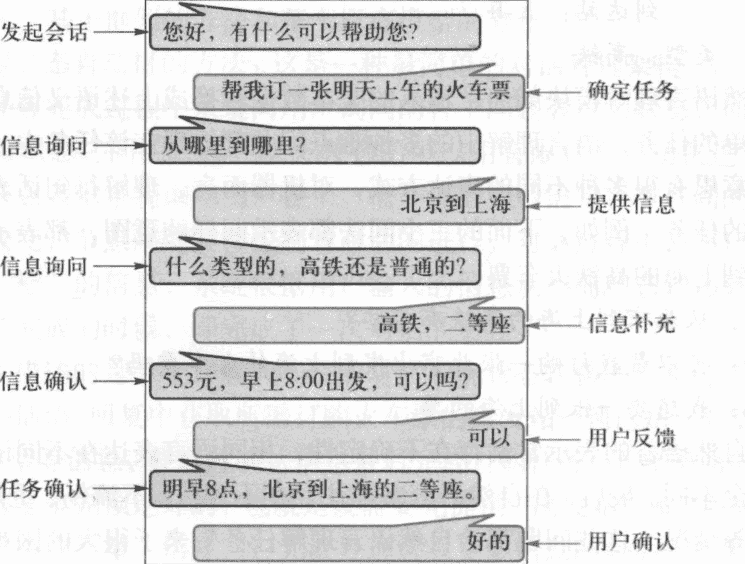 发起会话
您好，有什么可以帮助您?
帮我订一张明天上午的火车票
确定任务
信息询问
从哪里到哪里?
北京到上海
提供信息
信息询问
什么类型的，高铁还是普通的?
高铁，二等座
信息补充
信息确认
553元，早上8:00出发，可以吗?
可以
用户反馈
任务确认
明早8点，北京到上海的二等座。
好的
用户确认